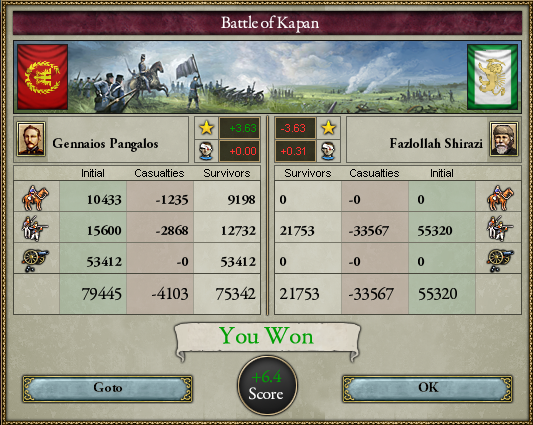 Battle of Kapan
+3.63 -3.63
Gennaios Pangalos Fazlollah Shirazi
+0.00 +0.31
Initial Casualties Survivors Survivors Casualties Initial
10433 -1235 9198 0 -0 0
15600 -2868 12732 21753 -33567 55320
53412 -0 53412 0 -0 0
79445 -4103 75342 21753 -33567 55320
You Won
+6.4
Goto Score OK